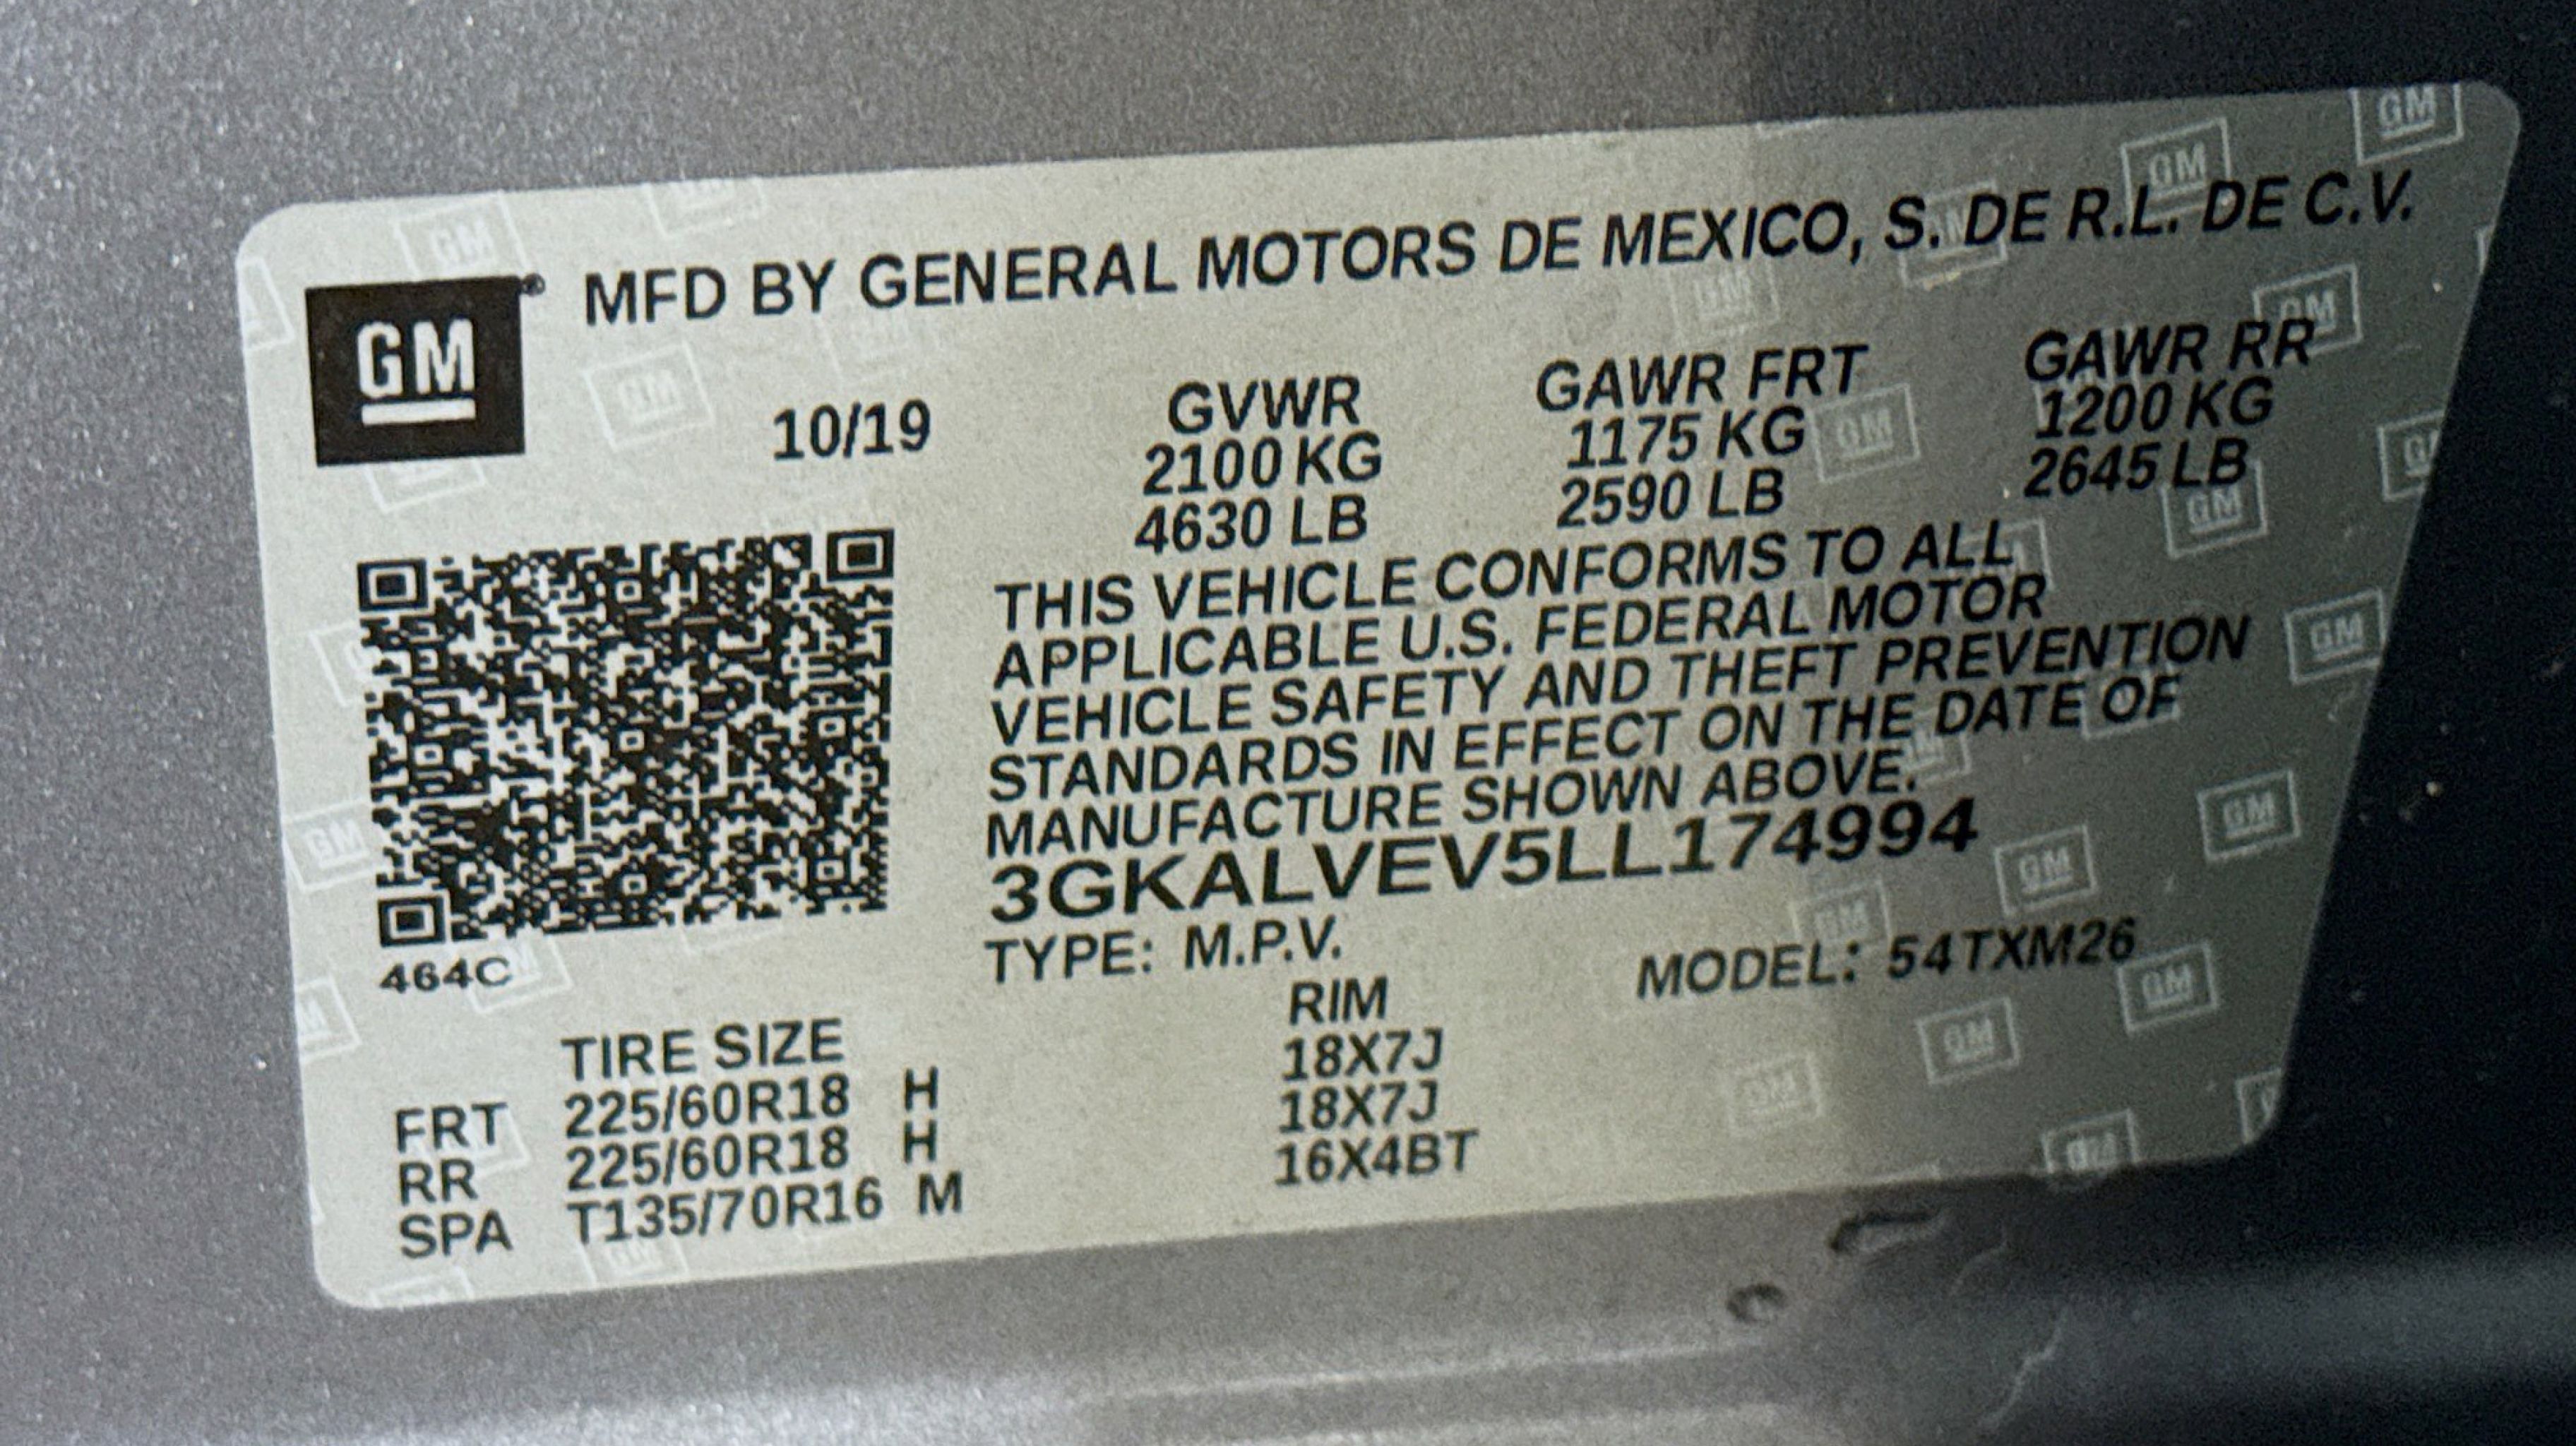 GM
MFD BY GENERAL MOTORS DE MEXICO, S. DE R.L. DE C.V.
10/19
GVWR GAWR FRT GAWR RR
2100 KG 1175 KG 1200 KG
4630 LB 2590 LB 2645 LB
THIS VEHICLE CONFORMS TO ALL
APPLICABLE U.S. FEDERAL MOTOR
VEHICLE SAFETY AND THEFT PREVENTION
STANDARDS IN EFFECT ON THE DATE OF
MANUFACTURE SHOWN ABOVE.
3GKALVEV5LL174994
TYPE: M.P.V. MODEL: 54TXM26
464C
TIRE SIZE RIM
FRT 225/60R18 H 18X7J
RR 225/60R18 H 18X7J
SPA T135/70R16 M 16X4BT